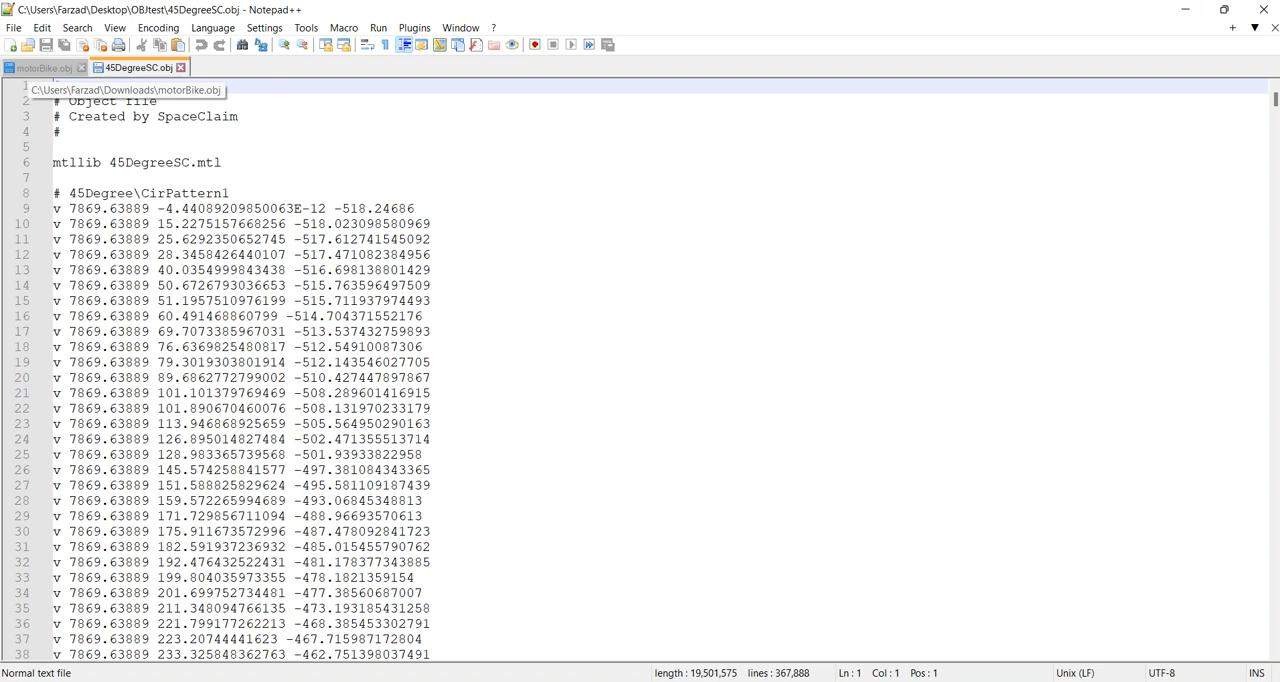 C:\Users\Farzad\Desktop\OBJtest\45DegreeSC.obj - Notepad++
File Edit Search View Encoding Language Settings Tools Macro Run Plugins Window ?
motorBike.obj 45DegreeSC.obj
1
C:\Users\Farzad\Downloads\motorBike.obj
2 # Object file
3 # Created by SpaceClaim
4 #
5
6 mtllib 45DegreeSC.mtl
7
8 # 45Degree\CirPattern1
9 v 7869.63889 -4.44089209850063E-12 -518.24686
10 v 7869.63889 15.2275157668256 -518.023098580969
11 v 7869.63889 25.6292350652745 -517.612741545092
12 v 7869.63889 28.3458426440107 -517.471082384956
13 v 7869.63889 40.0354999843438 -516.698138801429
14 v 7869.63889 50.6726793036653 -515.763596497509
15 v 7869.63889 51.1957510976199 -515.711937974493
16 v 7869.63889 60.491468860799 -514.704371552176
17 v 7869.63889 69.7073385967031 -513.537432759893
18 v 7869.63889 76.6369825480817 -512.54910087306
19 v 7869.63889 79.3019303801914 -512.143546027705
20 v 7869.63889 89.6862772799002 -510.427447897867
21 v 7869.63889 101.101379769469 -508.289601416915
22 v 7869.63889 101.890670460076 -508.131970233179
23 v 7869.63889 113.946868925659 -505.564950290163
24 v 7869.63889 126.895014827484 -502.471355513714
25 v 7869.63889 128.983365739568 -501.93933822958
26 v 7869.63889 145.574258841577 -497.381084343365
27 v 7869.63889 151.588825829624 -495.581109187439
28 v 7869.63889 159.572265994689 -493.06845348813
29 v 7869.63889 171.729856711094 -488.96693570613
30 v 7869.63889 175.911673572996 -487.478092841723
31 v 7869.63889 182.591937236932 -485.015455790762
32 v 7869.63889 192.476432522431 -481.178377343885
33 v 7869.63889 199.804035973355 -478.1821359154
34 v 7869.63889 201.699752734481 -477.38560687007
35 v 7869.63889 211.348094766135 -473.193185431258
36 v 7869.63889 221.799177262213 -468.385453302791
37 v 7869.63889 223.20744441623 -467.715987172804
38 v 7869.63889 233.325848362763 -462.751398037491
Normal text file length : 19,501,575 lines : 367,888 Ln : 1 Col : 1 Pos : 1 Unix (LF) UTF-8 INS